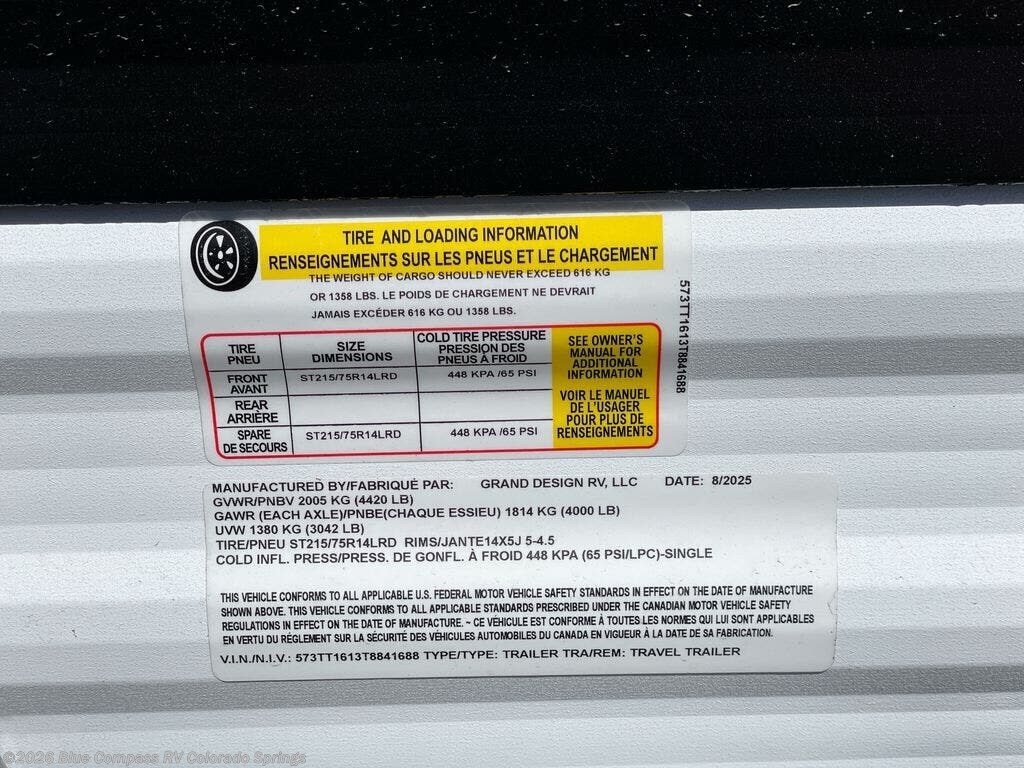 TIRE AND LOADING INFORMATION
RENSEIGNEMENTS SUR LES PNEUS ET LE CHARGEMENT
THE WEIGHT OF CARGO SHOULD NEVER EXCEED 616 KG
OR 1358 LBS. LE POIDS DE CHARGEMENT NE DEVRAIT
JAMAIS EXCÉDER 616 KG OU 1358 LBS.
TIRE
PNEU
SIZE
DIMENSIONS
COLD TIRE PRESSURE
PRESSION DES
PNEUS À FROID
FRONT
AVANT
ST215/75R14LRD
448 KPA /65 PSI
REAR
ARRIÈRE
SPARE
DE SECOURS
ST215/75R14LRD
448 KPA /65 PSI
SEE OWNER'S
MANUAL FOR
ADDITIONAL
INFORMATION
VOIR LE MANUEL
DE L'USAGER
POUR PLUS DE
RENSEIGNEMENTS
573TT1613T8841688
MANUFACTURED BY/FABRIQUÉ PAR: GRAND DESIGN RV, LLC DATE: 8/2025
GVWR/PNBV 2005 KG (4420 LB)
GAWR (EACH AXLE)/PNBE(CHAQUE ESSIEU) 1814 KG (4000 LB)
UVW 1380 KG (3042 LB)
TIRE/PNEU ST215/75R14LRD RIMS/JANTE14X5J 5-4.5
COLD INFL. PRESS/PRESS. DE GONFL. À FROID 448 KPA (65 PSI/LPC)-SINGLE
THIS VEHICLE CONFORMS TO ALL APPLICABLE U.S. FEDERAL MOTOR VEHICLE SAFETY STANDARDS IN EFFECT ON THE DATE OF MANUFACTURE
SHOWN ABOVE. THIS VEHICLE CONFORMS TO ALL APPLICABLE STANDARDS PRESCRIBED UNDER THE CANADIAN MOTOR VEHICLE SAFETY
REGULATIONS IN EFFECT ON THE DATE OF MANUFACTURE. ~ CE VÉHICULE EST CONFORME À TOUTES LES NORMES QUI LUI SONT APPLICABLES
EN VERTU DU RÉGLEMENT SUR LA SÉCURITÉ DES VÉHICULES AUTOMOBILES DU CANADA EN VIGUEUR À LA DATE DE SA FABRICATION.
V.I.N./N.I.V.: 573TT1613T8841688 TYPE/TYPE: TRAILER TRA/REM: TRAVEL TRAILER
©2026 Blue Compass RV Colorado Springs